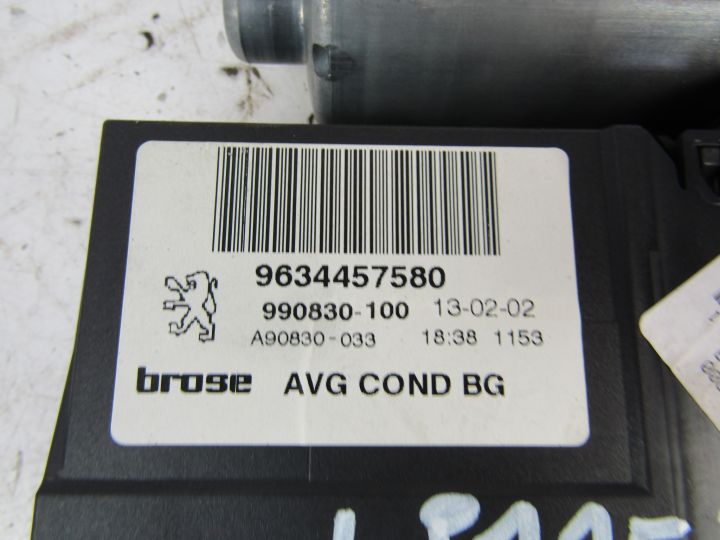 9634457580
990830-100 13-02-02
A90830-033 18:38 1153
brose AVG COND BG